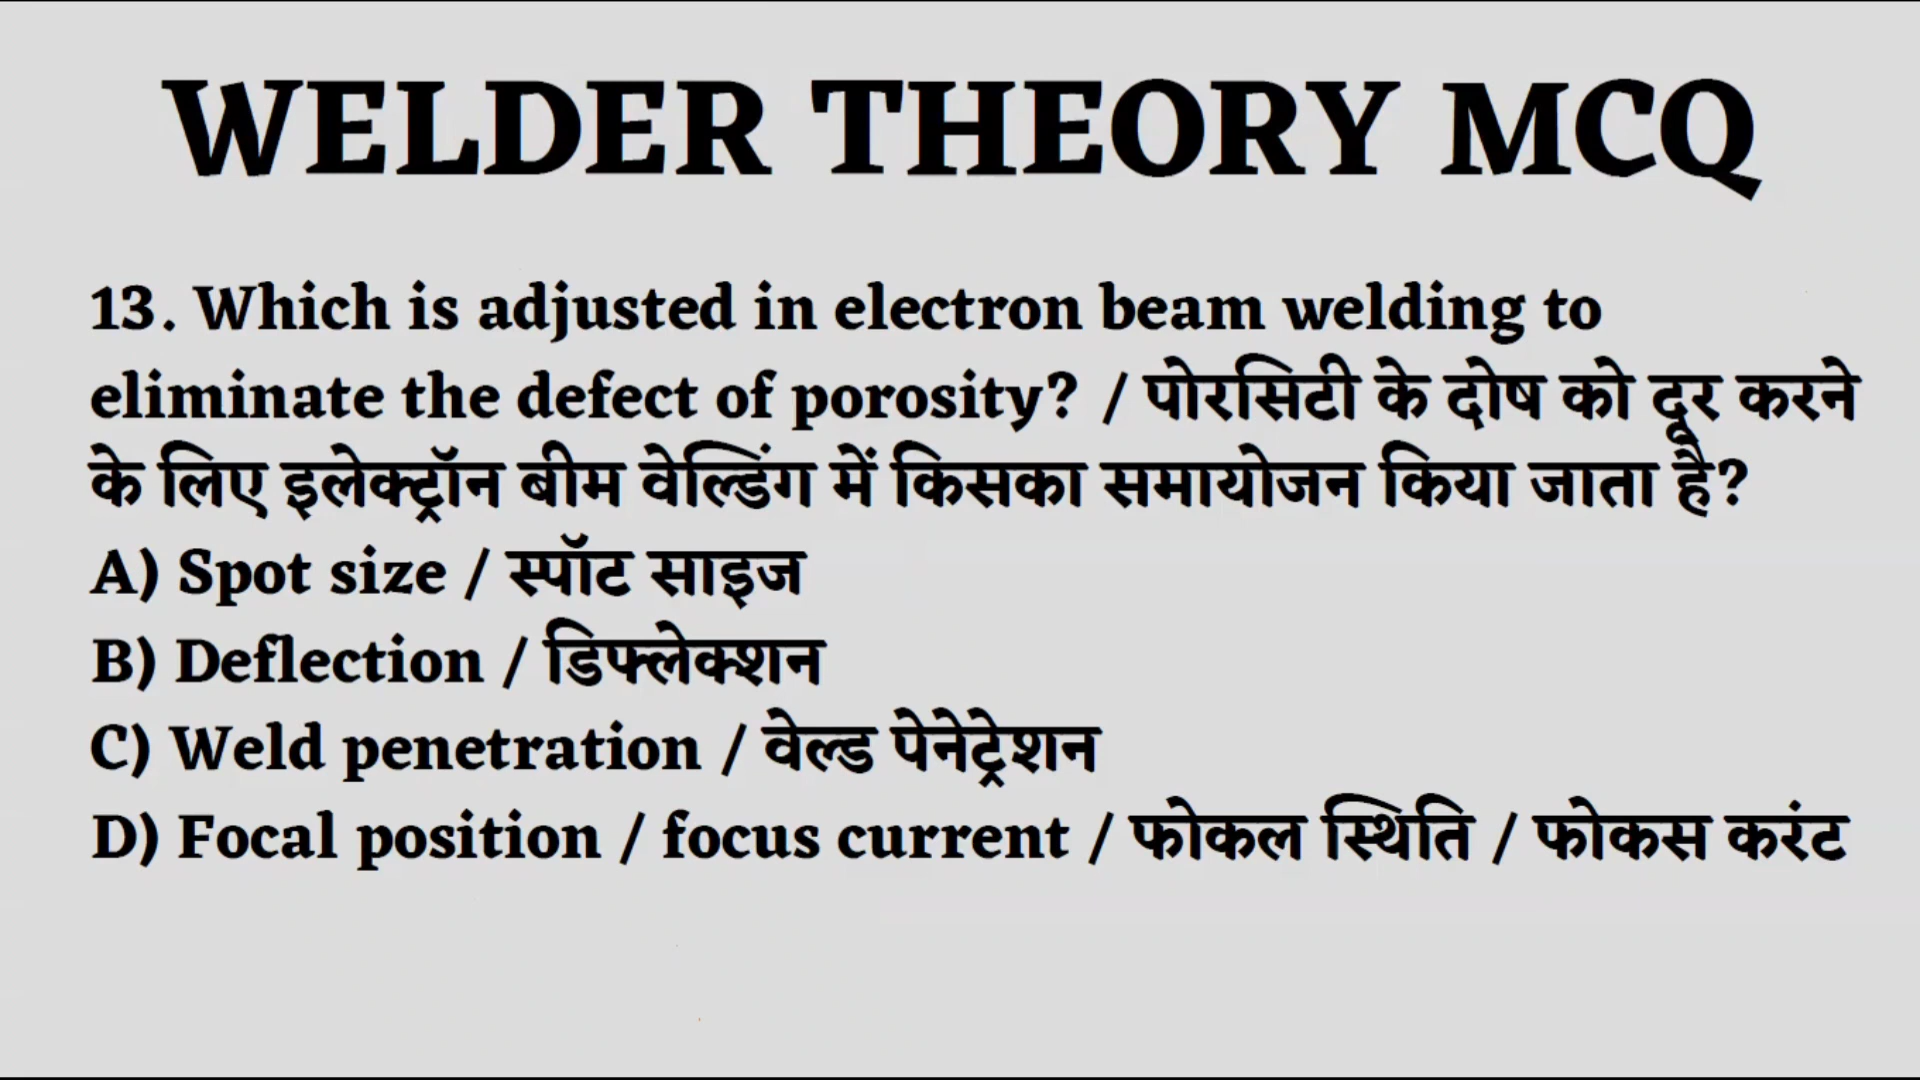 WELDER THEORY MCQ
13. Which is adjusted in electron beam welding to
eliminate the defect of porosity? / पोरसिटी के दोष को दूर करने
के लिए इलेक्ट्रॉन बीम वेल्डिंग में किसका समायोजन किया जाता है?
A) Spot size / स्पॉट साइज
B) Deflection / डिफ्लेक्शन
C) Weld penetration / वेल्ड पेनेट्रेशन
D) Focal position / focus current / फोकल स्थिति / फोकस करंट